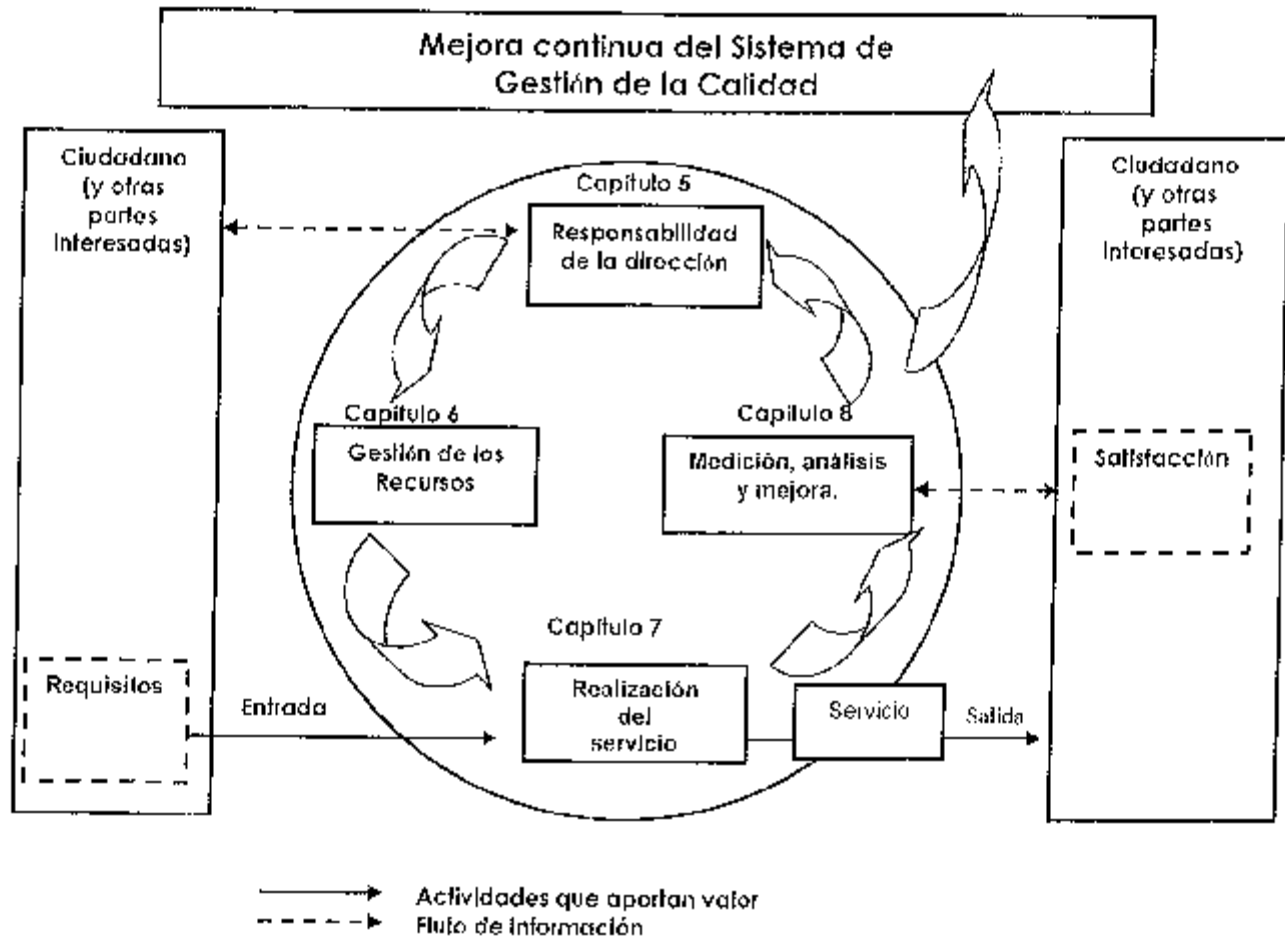 Mejora continua del Sistema de
Gestión de la Calidad
Ciudadano
(y otras
partes
interesadas)
Capítulo 5
Responsabilidad
de la dirección
Ciudadano
(y otras
partes
Interesadas)
Capítulo 6
Gestión de los
Recursos
Capítulo 8
Medición, análisis
y mejora.
Satisfacción
Capítulo 7
Requisitos
Entrada
Realización
del
servicio
Servicio
Salida
Actividades que aportan valor
Flujo de información